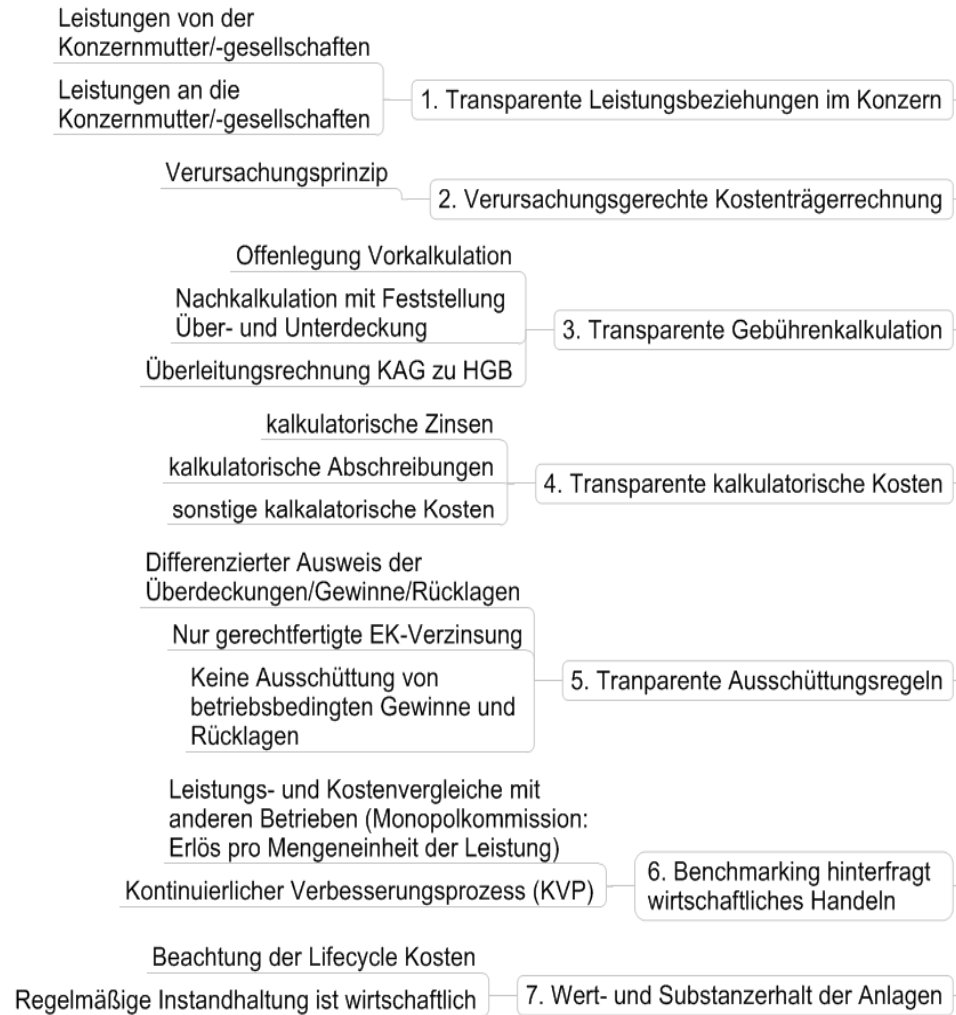 Leistungen von der
Konzernmutter/-gesellschaften
Leistungen an die
Konzernmutter/-gesellschaften
1. Transparente Leistungsbeziehungen im Konzern
Verursachungsprinzip
2. Verursachungsgerechte Kostenträgerrechnung
Offenlegung Vorkalkulation
Nachkalkulation mit Feststellung
Über- und Unterdeckung
Überleitungsrechnung KAG zu HGB
3. Transparente Gebührenkalkulation
kalkulatorische Zinsen
kalkulatorische Abschreibungen
sonstige kalkalatorische Kosten
4. Transparente kalkulatorische Kosten
Differenzierter Ausweis der
Überdeckungen/Gewinne/Rücklagen
Nur gerechtfertigte EK-Verzinsung
Keine Ausschüttung von
betriebsbedingten Gewinne und
Rücklagen
5. Tranparente Ausschüttungsregeln
Leistungs- und Kostenvergleiche mit
anderen Betrieben (Monopolkommission:
Erlös pro Mengeneinheit der Leistung)
Kontinuierlicher Verbesserungsprozess (KVP)
6. Benchmarking hinterfragt
wirtschaftliches Handeln
Beachtung der Lifecycle Kosten
Regelmäßige Instandhaltung ist wirtschaftlich
7. Wert- und Substanzerhalt der Anlagen